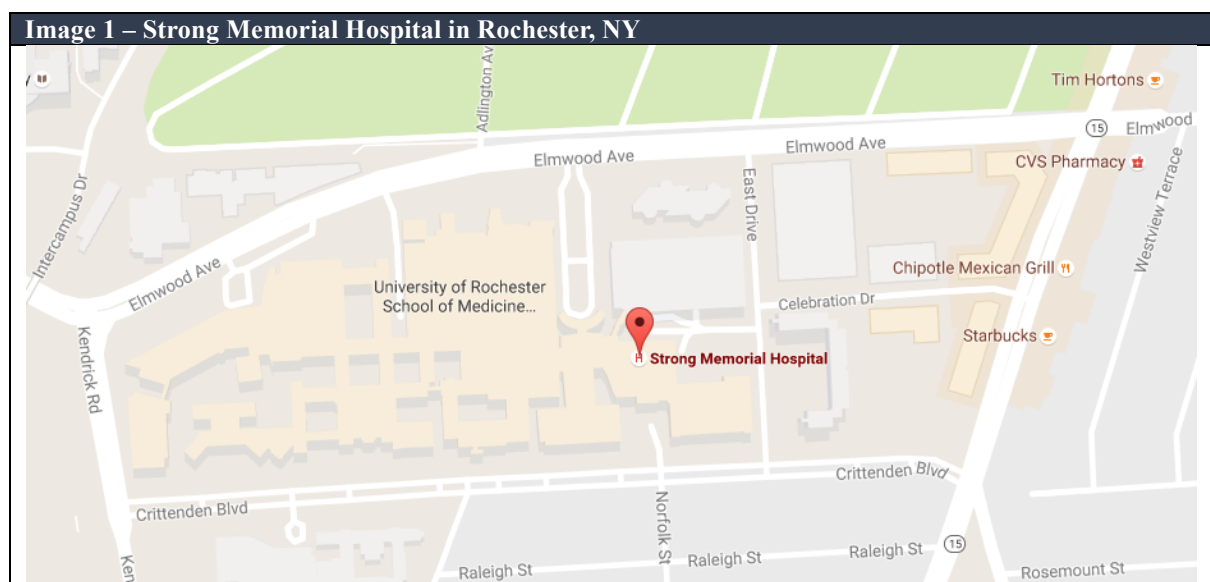 Image 1 – Strong Memorial Hospital in Rochester, NY
Tim Hortons
Adlington Av
15
Elmwood
Elmwood Ave
Elmwood Ave
CVS Pharmacy
Intercampus Dr
East Drive
Westview Terrace
Elmwood Ave
Chipotle Mexican Grill
University of Rochester
School of Medicine...
Celebration Dr
Kendrick Rd
Starbucks
H
Strong Memorial Hospital
Crittenden Blvd
Crittenden Blvd
Norfolk St
Ken
Raleigh St
Raleigh St
Raleigh St
15
Rosemount St